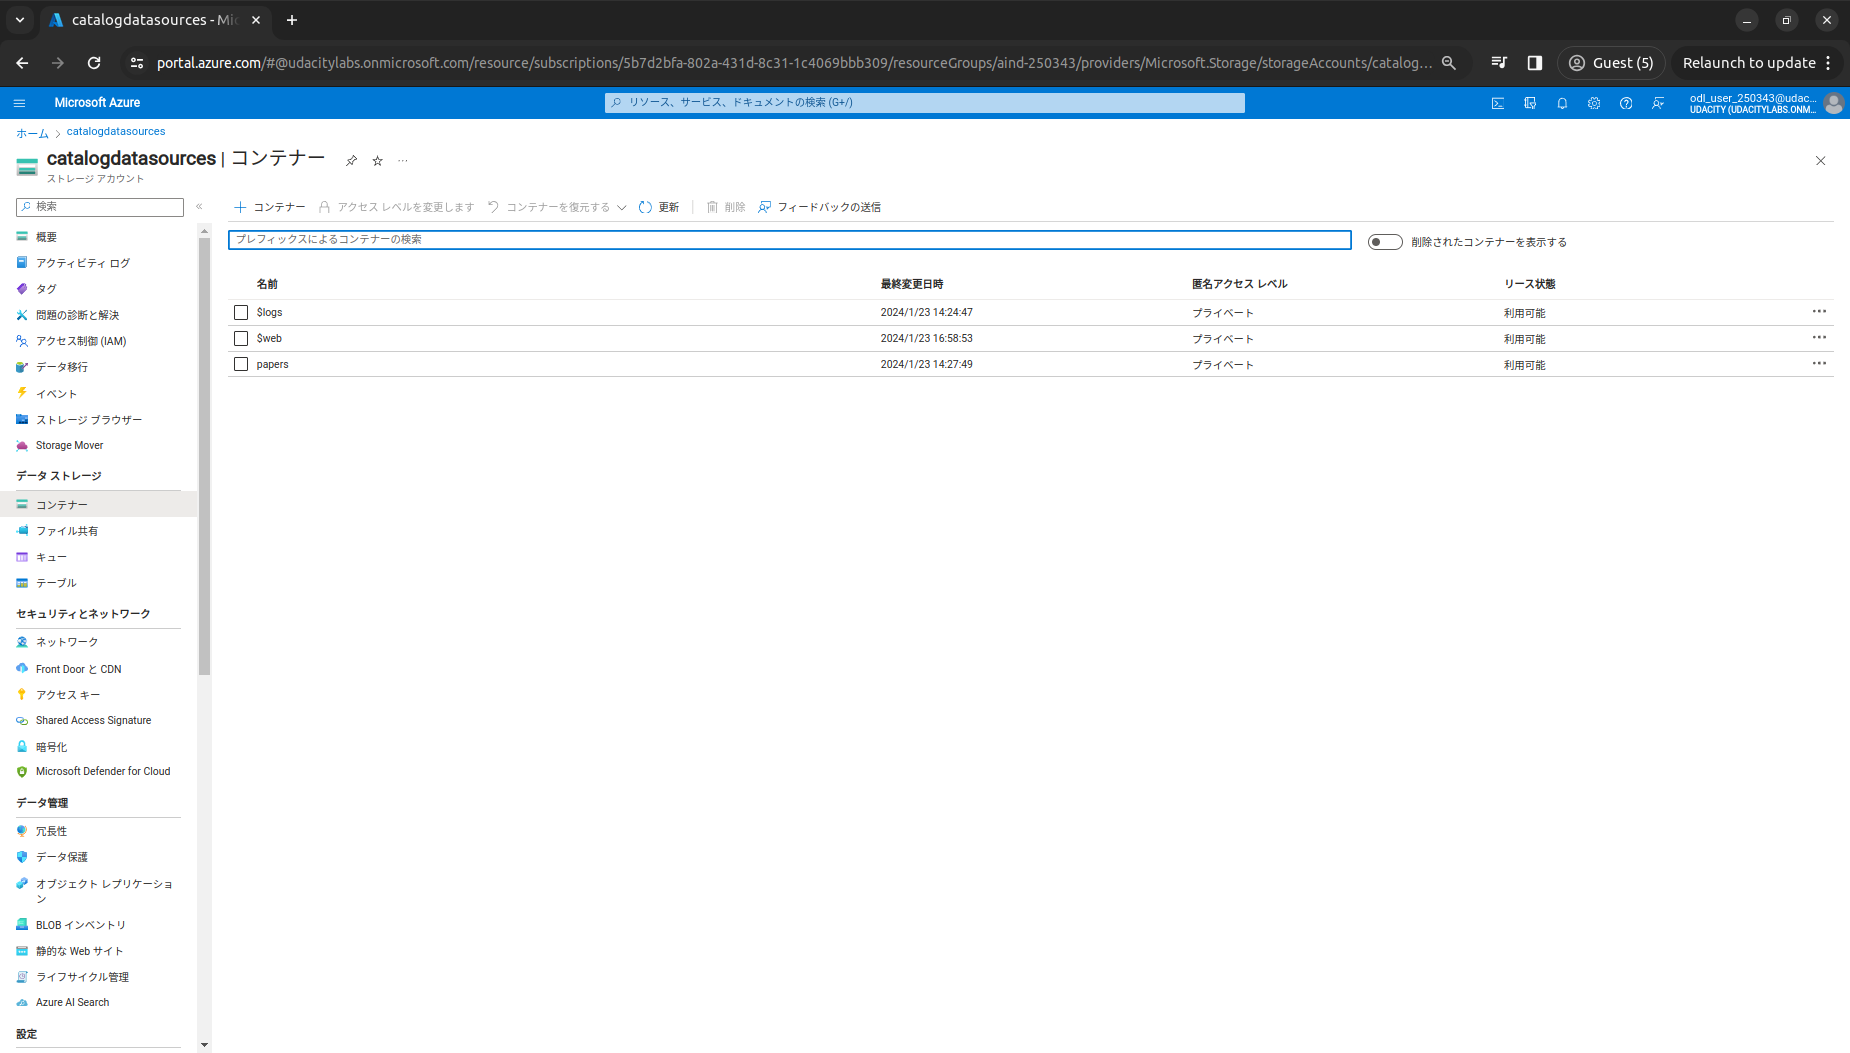 catalogdatasources - Mi
portal.azure.com/#@udacitylabs.onmicrosoft.com/resource/subscriptions/5b7d2bfa-802a-431d-8c31-1c4069bbb309/resourceGroups/aind-250343/providers/Microsoft.Storage/storageAccounts/catalog...
Guest (5)
Relaunch to update
Microsoft Azure
リソース、サービス、ドキュメントの検索 (G+/)
odl_user_250343@udac...
UDACITY (UDACITYLABS.ONM...
ホーム > catalogdatasources
catalogdatasources | コンテナー
ストレージ アカウント
検索
コンテナー
アクセス レベルを変更します
コンテナーを復元する
更新
削除
フィードバックの送信
プレフィックスによるコンテナーの検索
削除されたコンテナーを表示する
名前 最終変更日時 匿名アクセス レベル リース状態
$logs 2024/1/23 14:24:47 プライベート 利用可能
$web 2024/1/23 16:58:53 プライベート 利用可能
papers 2024/1/23 14:27:49 プライベート 利用可能
概要
アクティビティ ログ
タグ
問題の診断と解決
アクセス制御 (IAM)
データ移行
イベント
ストレージ ブラウザー
Storage Mover
データ ストレージ
コンテナー
ファイル共有
キュー
テーブル
セキュリティとネットワーク
ネットワーク
Front Door と CDN
アクセス キー
Shared Access Signature
暗号化
Microsoft Defender for Cloud
データ管理
冗長性
データ保護
オブジェクト レプリケーショ
ン
BLOB インベントリ
静的な Web サイト
ライフサイクル管理
Azure AI Search
設定